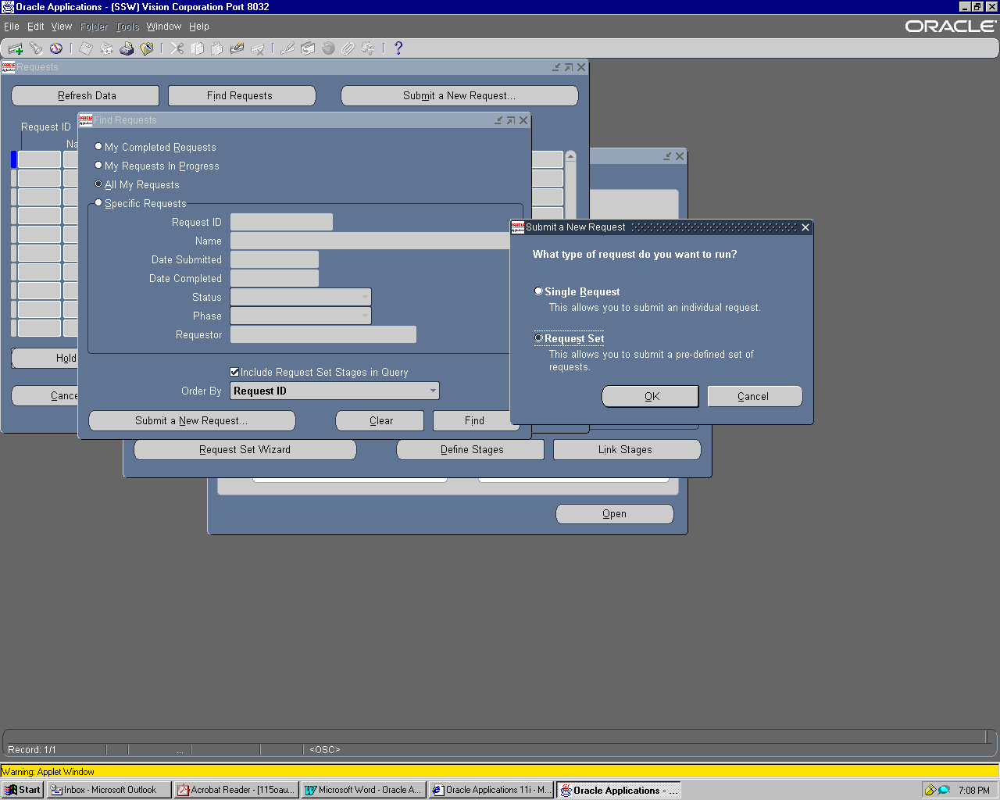 Oracle Applications - (SSW) Vision Corporation Port 8032
File Edit View Folder Tools Window Help
ORACLE
Requests
Refresh Data
Find Requests
Submit a New Request...
Request ID
Na
Find Requests
My Completed Requests
My Requests In Progress
All My Requests
Specific Requests
Request ID
Name
Date Submitted
Date Completed
Status
Phase
Requestor
Hold
Cance
Include Request Set Stages in Query
Order By
Request ID
Submit a New Request...
Clear
Find
Submit a New Request
What type of request do you want to run?
Single Request
This allows you to submit an individual request.
Request Set
This allows you to submit a pre-defined set of
requests.
OK
Cancel
Request Set Wizard
Define Stages
Link Stages
Open
Record: 1/1
...
<OSC>
Warning: Applet Window
Start
Inbox - Microsoft Outlook
Acrobat Reader - [115oau...
Microsoft Word - Oracle A...
Oracle Applications 11i - M...
Oracle Applications - ...
7:08 PM